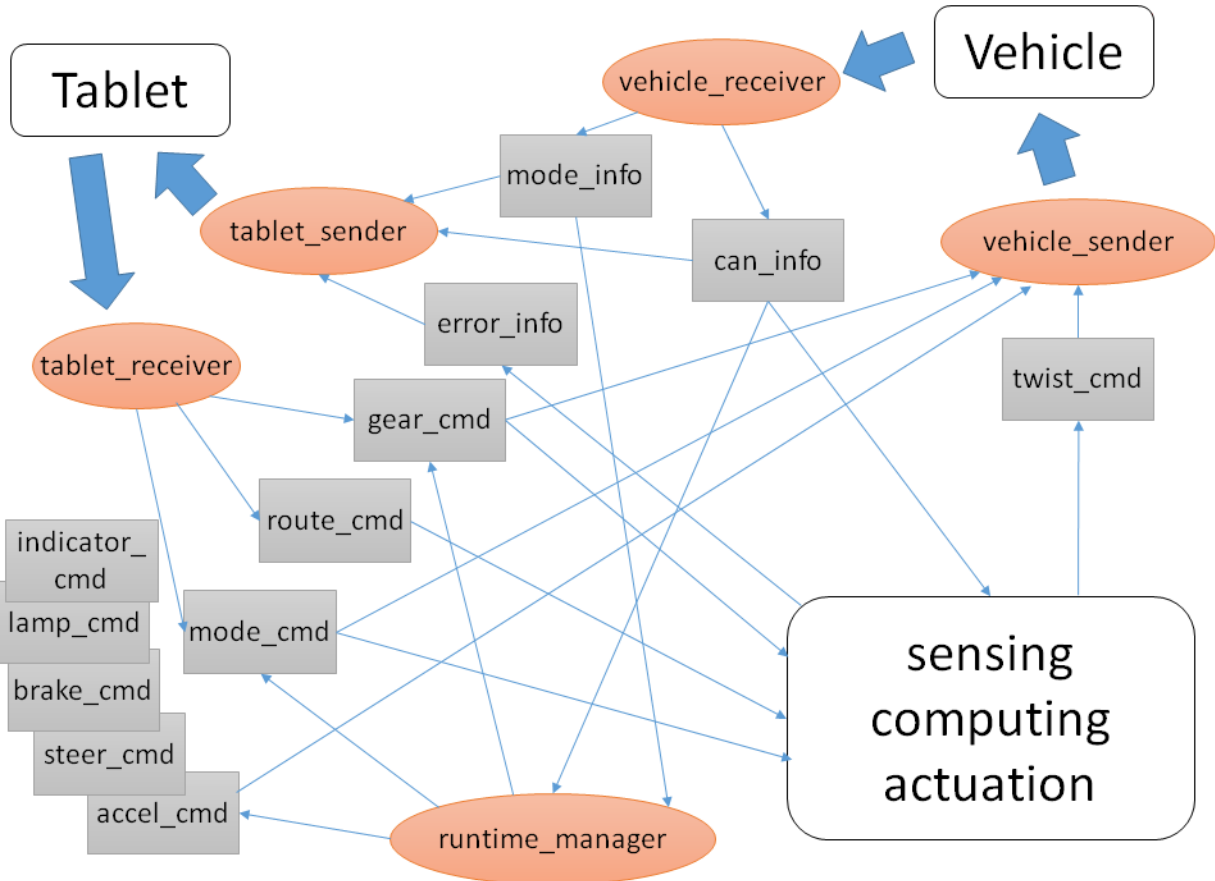 Tablet
Vehicle
vehicle_receiver
mode_info
tablet_sender
vehicle_sender
can_info
error_info
tablet_receiver
twist_cmd
gear_cmd
route_cmd
indicator_
cmd
lamp_cmd
mode_cmd
brake_cmd
steer_cmd
accel_cmd
runtime_manager
sensing
computing
actuation